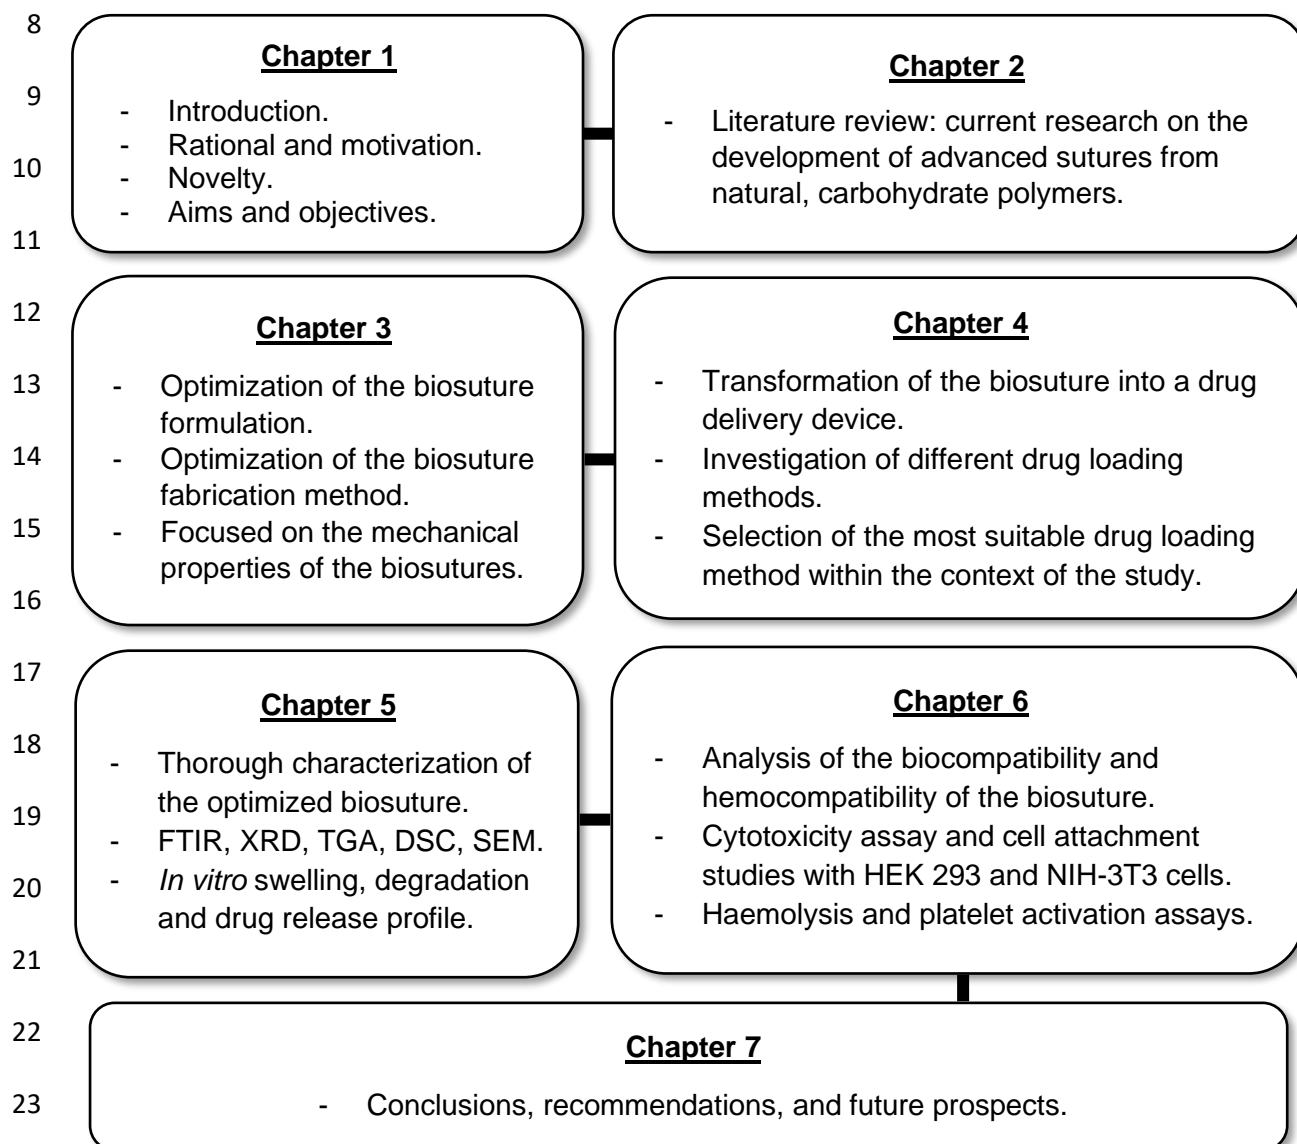 8
9
10
11
12
13
14
15
16
17
18
19
20
21
22
23
Chapter 1
- Introduction.
- Rational and motivation.
- Novelty.
- Aims and objectives.
Chapter 2
- Literature review: current research on the
development of advanced sutures from
natural, carbohydrate polymers.
Chapter 3
- Optimization of the biosuture
formulation.
- Optimization of the biosuture
fabrication method.
- Focused on the mechanical
properties of the biosutures.
Chapter 4
- Transformation of the biosuture into a drug
delivery device.
- Investigation of different drug loading
methods.
- Selection of the most suitable drug loading
method within the context of the study.
Chapter 5
- Thorough characterization of
the optimized biosuture.
- FTIR, XRD, TGA, DSC, SEM.
- In vitro swelling, degradation
and drug release profile.
Chapter 6
- Analysis of the biocompatibility and
hemocompatibility of the biosuture.
- Cytotoxicity assay and cell attachment
studies with HEK 293 and NIH-3T3 cells.
- Haemolysis and platelet activation assays.
Chapter 7
- Conclusions, recommendations, and future prospects.